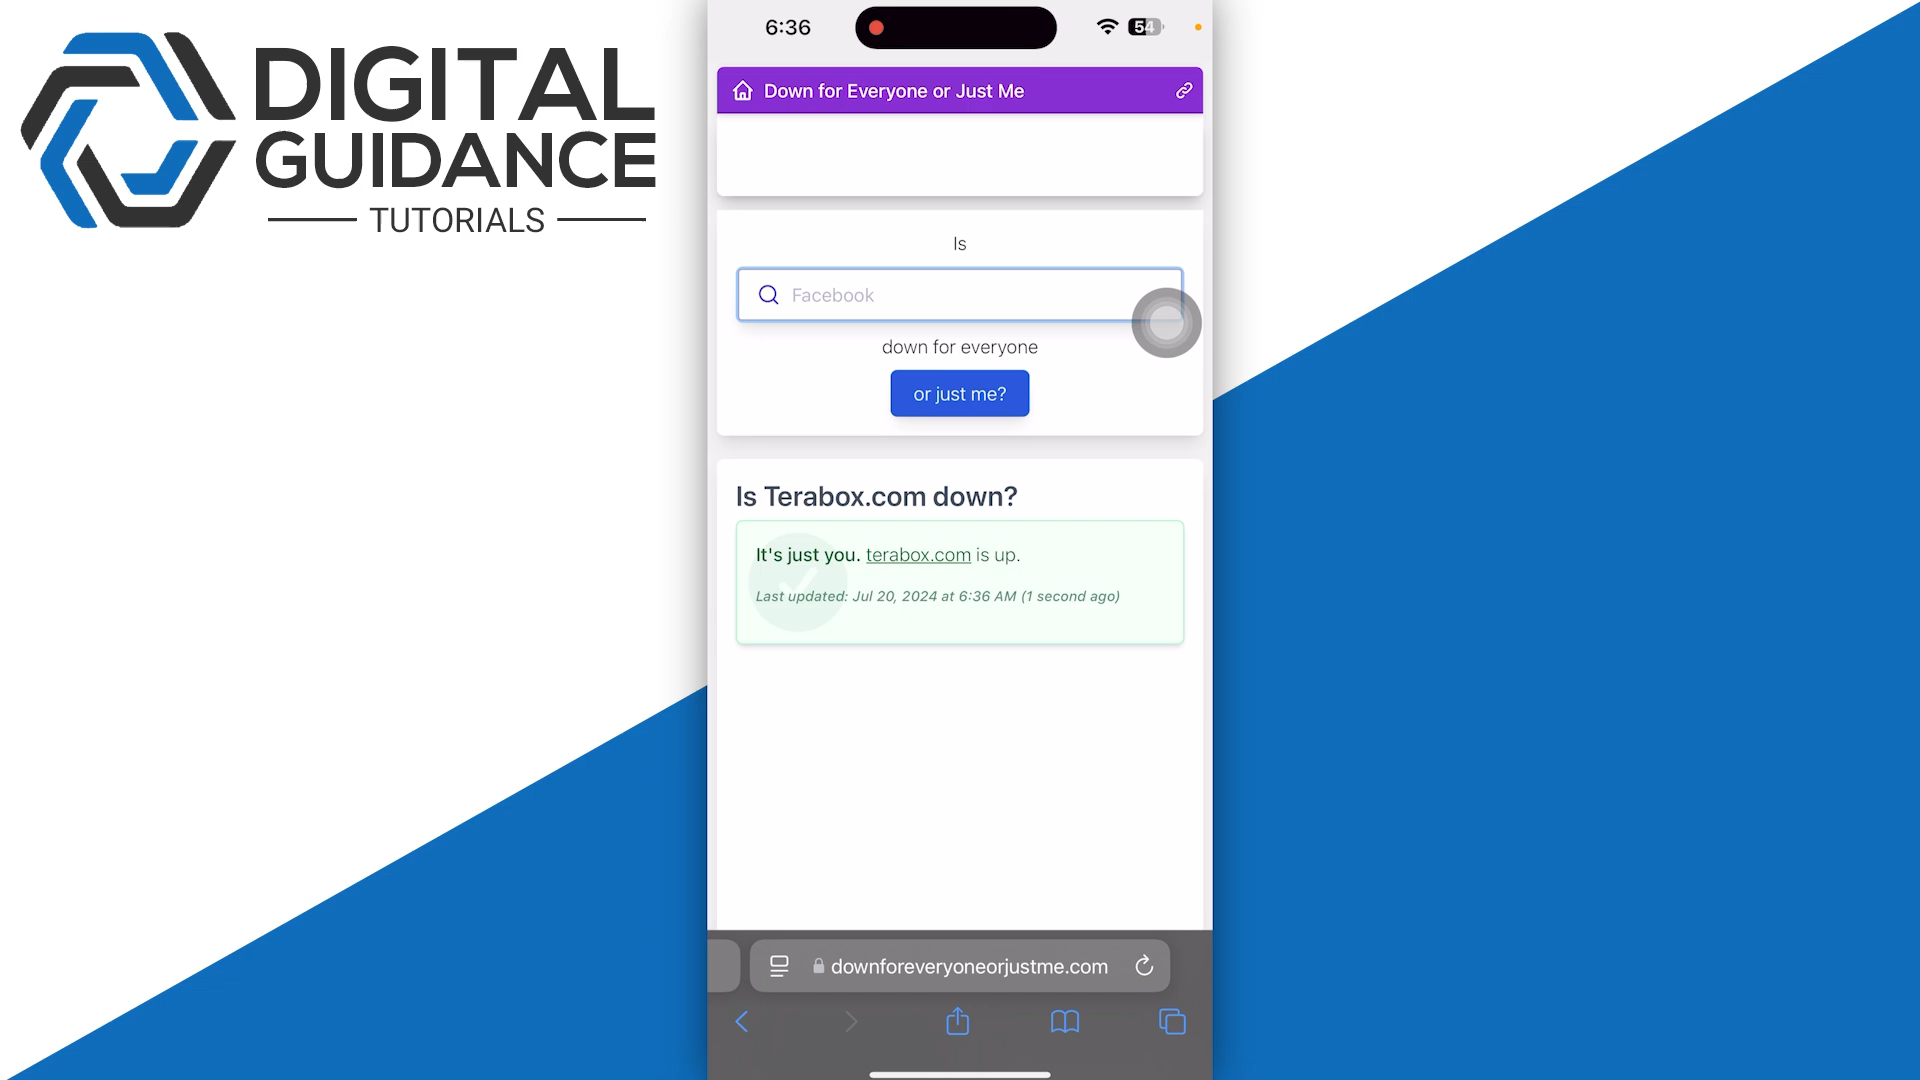 DIGITAL
GUIDANCE
TUTORIALS
6:36
54
Down for Everyone or Just Me
Is
Facebook
down for everyone
or just me?
Is Terabox.com down?
It's just you. terabox.com is up.
Last updated: Jul 20, 2024 at 6:36 AM (1 second ago)
downforeveryoneorjustme.com